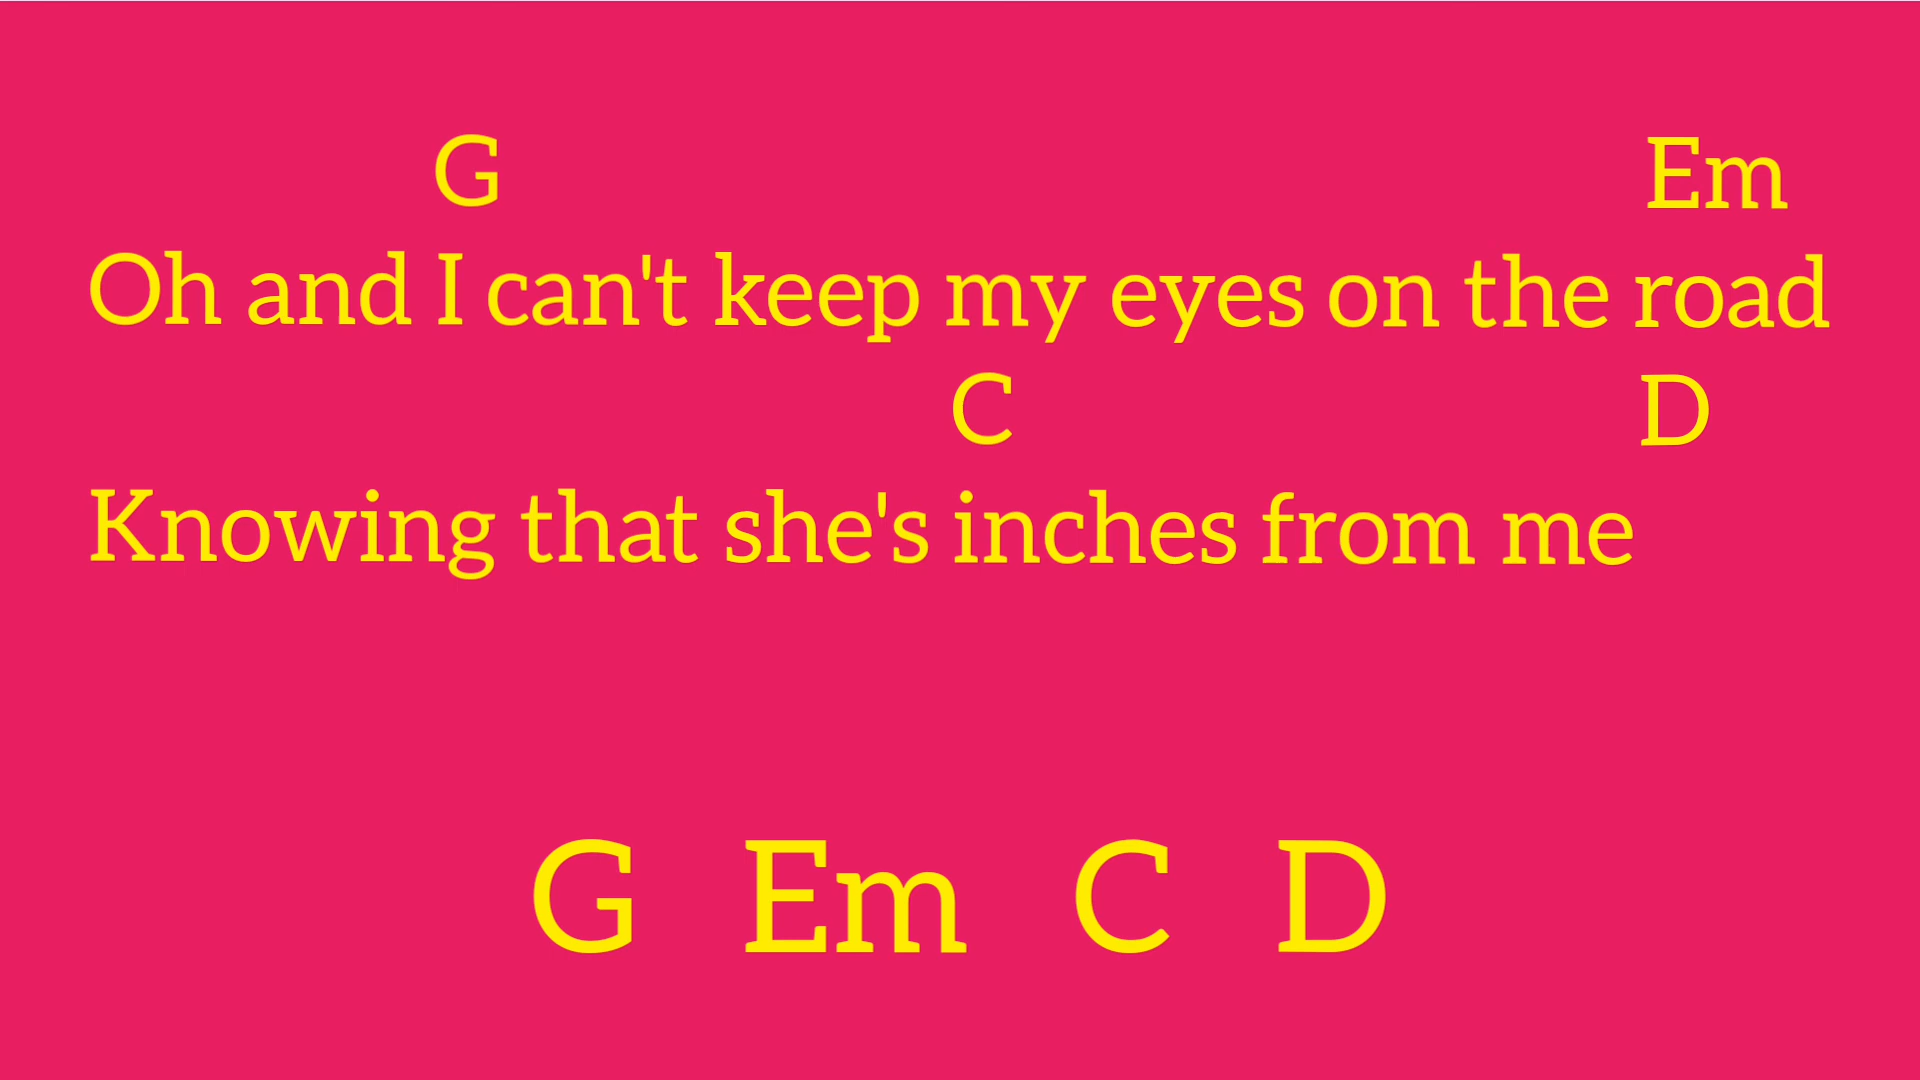 G Em
Oh and I can't keep my eyes on the road
C D
Knowing that she's inches from me
G Em C D